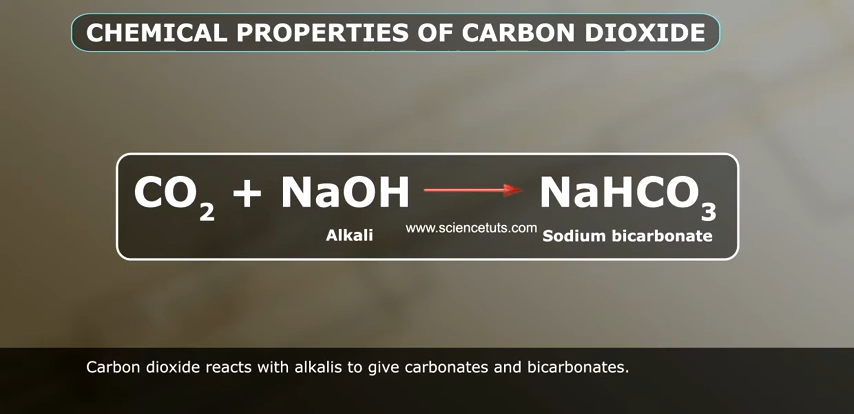 CHEMICAL PROPERTIES OF CARBON DIOXIDE
CO₂ + NaOH → NaHCO₃
Alkali www.sciencetuts.com Sodium bicarbonate
Carbon dioxide reacts with alkalis to give carbonates and bicarbonates.